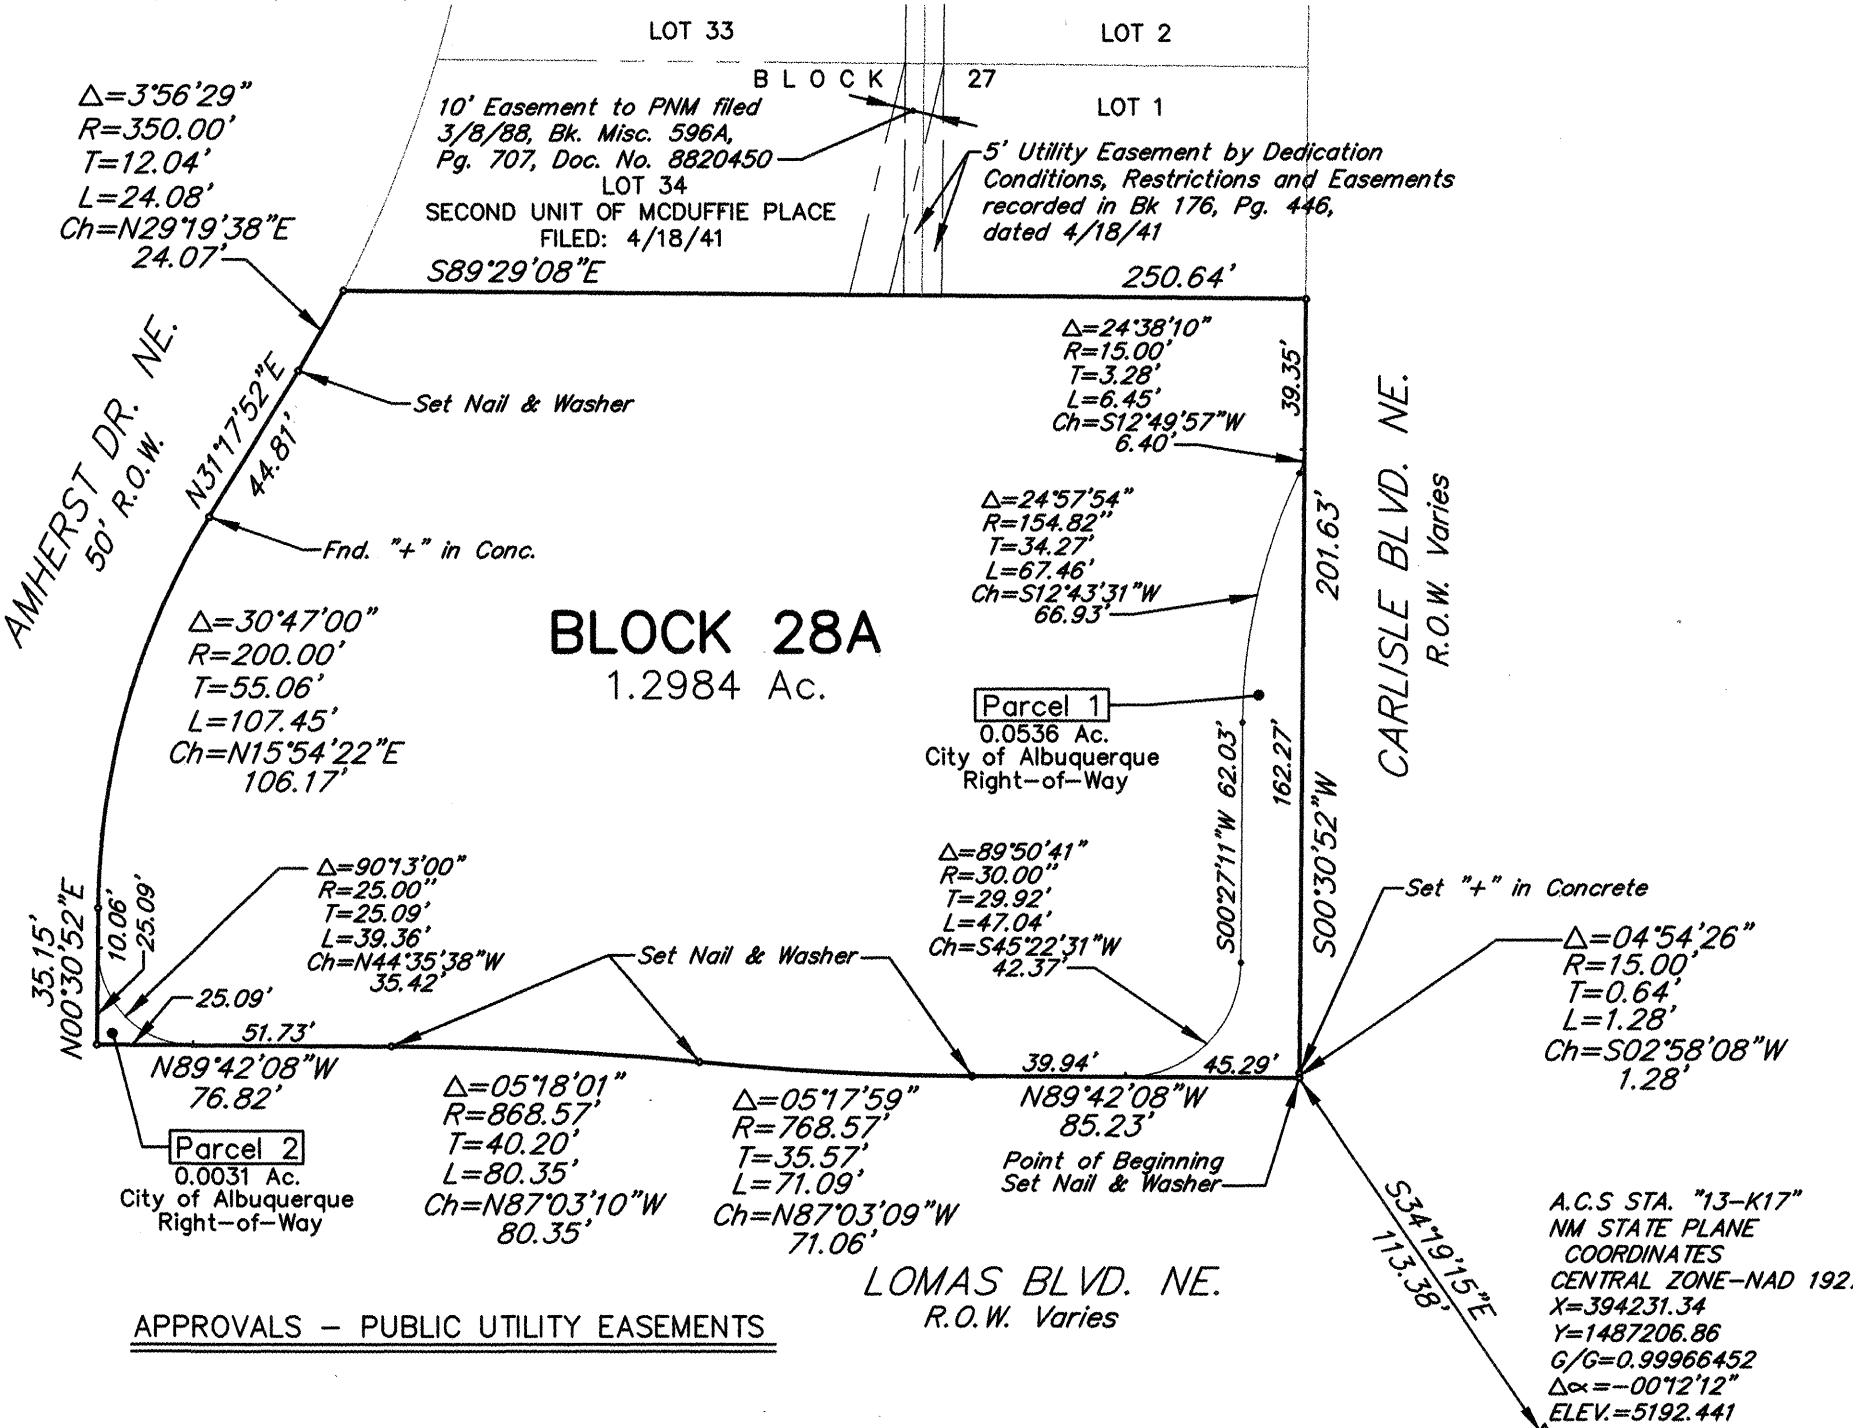 LOT 33
LOT 2
BLOCK 27
LOT 1
Δ=3°56'29"
R=350.00'
T=12.04'
L=24.08'
Ch=N29°19'38"E
24.07'
10' Easement to PNM filed
3/8/88, Bk. Misc. 596A,
Pg. 707, Doc. No. 8820450
LOT 34
SECOND UNIT OF MCDUFFIE PLACE
FILED: 4/18/41
5' Utility Easement by Dedication
Conditions, Restrictions and Easements
recorded in Bk 176, Pg. 446,
dated 4/18/41
S89°29'08"E
250.64'
AMHERST DR. NE.
50' R.O.W.
N31°17'52"E
44.81'
Set Nail & Washer
Fnd. "+" in Conc.
Δ=24°38'10"
R=15.00'
T=3.28'
L=6.45'
Ch=S12°49'57"W
6.40'
39.35'
Δ=24°57'54"
R=154.82"
T=34.27'
L=67.46'
Ch=S12°43'31"W
66.93'
201.63'
CARLISLE BLVD. NE.
R.O.W. Varies
Δ=30°47'00"
R=200.00'
T=55.06'
L=107.45'
Ch=N15°54'22"E
106.17'
BLOCK 28A
1.2984 Ac.
Parcel 1
0.0536 Ac.
City of Albuquerque
Right-of-Way
S00°27'11"W 62.03'
162.27'
S00°30'52"W
35.15'
N00°30'52"E
10.06'
25.09'
Δ=90°13'00"
R=25.00"
T=25.09'
L=39.36'
Ch=N44°35'38"W
35.42'
25.09'
51.73'
Set Nail & Washer
Δ=89°50'41"
R=30.00"
T=29.92'
L=47.04'
Ch=S45°22'31"W
42.37'
Set "+" in Concrete
Δ=04°54'26"
R=15.00'
T=0.64'
L=1.28'
Ch=S02°58'08"W
1.28'
N89°42'08"W
76.82'
Parcel 2
0.0031 Ac.
City of Albuquerque
Right-of-Way
Δ=05°18'01"
R=868.57'
T=40.20'
L=80.35'
Ch=N87°03'10"W
80.35'
Δ=05°17'59"
R=768.57'
T=35.57'
L=71.09'
Ch=N87°03'09"W
71.06'
39.94'
45.29'
N89°42'08"W
85.23'
Point of Beginning
Set Nail & Washer
LOMAS BLVD. NE.
R.O.W. Varies
S34°19'15"E
113.38'
A.C.S STA. "13-K17"
NM STATE PLANE
COORDINATES
CENTRAL ZONE-NAD 192
X=394231.34
Y=1487206.86
G/G=0.99966452
Δ∝=-00°12'12"
ELEV.=5192.441
APPROVALS - PUBLIC UTILITY EASEMENTS